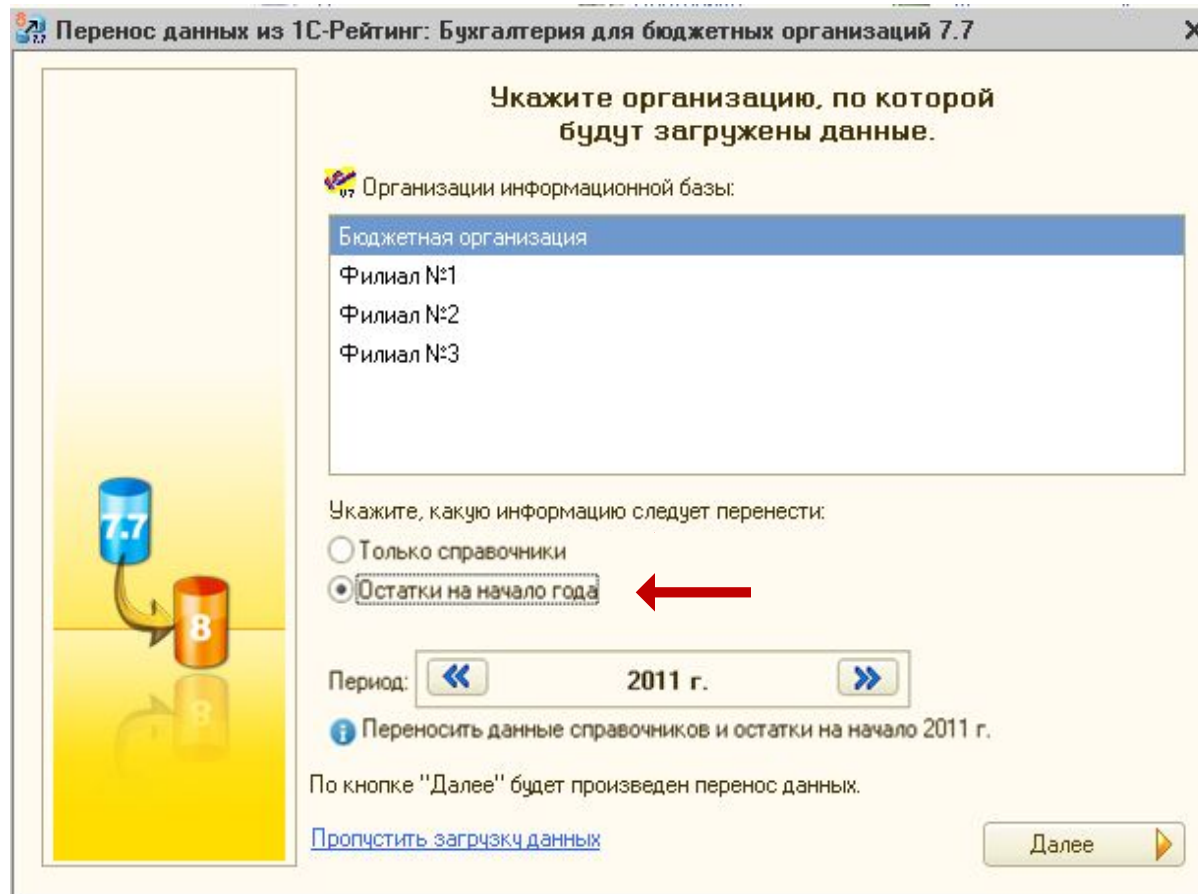 Перенос данных из 1С-Рейтинг: Бухгалтерия для бюджетных организаций 7.7
Укажите организацию, по которой
будут загружены данные.
Организации информационной базы:
Бюджетная организация
Филиал №1
Филиал №2
Филиал №3
Укажите, какую информацию следует перенести:
Только справочники
Остатки на начало года
7.7
8
Период:
2011 г.
Переносить данные справочников и остатки на начало 2011 г.
По кнопке "Далее" будет произведен перенос данных.
Пропустить загрузку данных
Далее